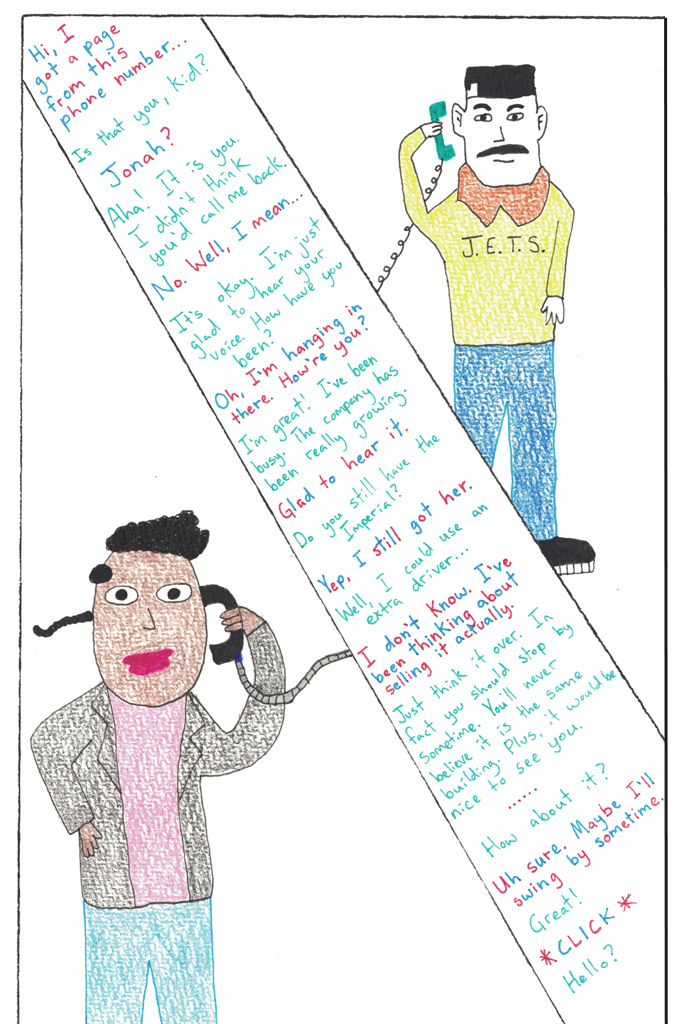 Hi, I
got a page
from this
phone number...
Is that you, kid?
Jonah?
Aha! It is you.
I didn't think
you'd call me back.
No. Well, I mean...
It's okay. I'm just
glad to hear your
voice. How have you
been?
Oh, I'm hanging in
there. How're you?
I'm great! I've been
busy. The company has
been really growing.
Glad to hear it.
Do you still have the
Imperial?
Yep, I still got her.
Well, I could use an
extra driver...
I don't know. I've
been thinking about
selling it actually.
Just think it over. In
fact you should stop by
sometime. You'll never
believe it is the same
building. Plus, it would be
nice to see you.
.......
How about it?
Uh sure. Maybe I'll
swing by sometime.
Great!
*CLICK*
Hello?
J.E.T.S.